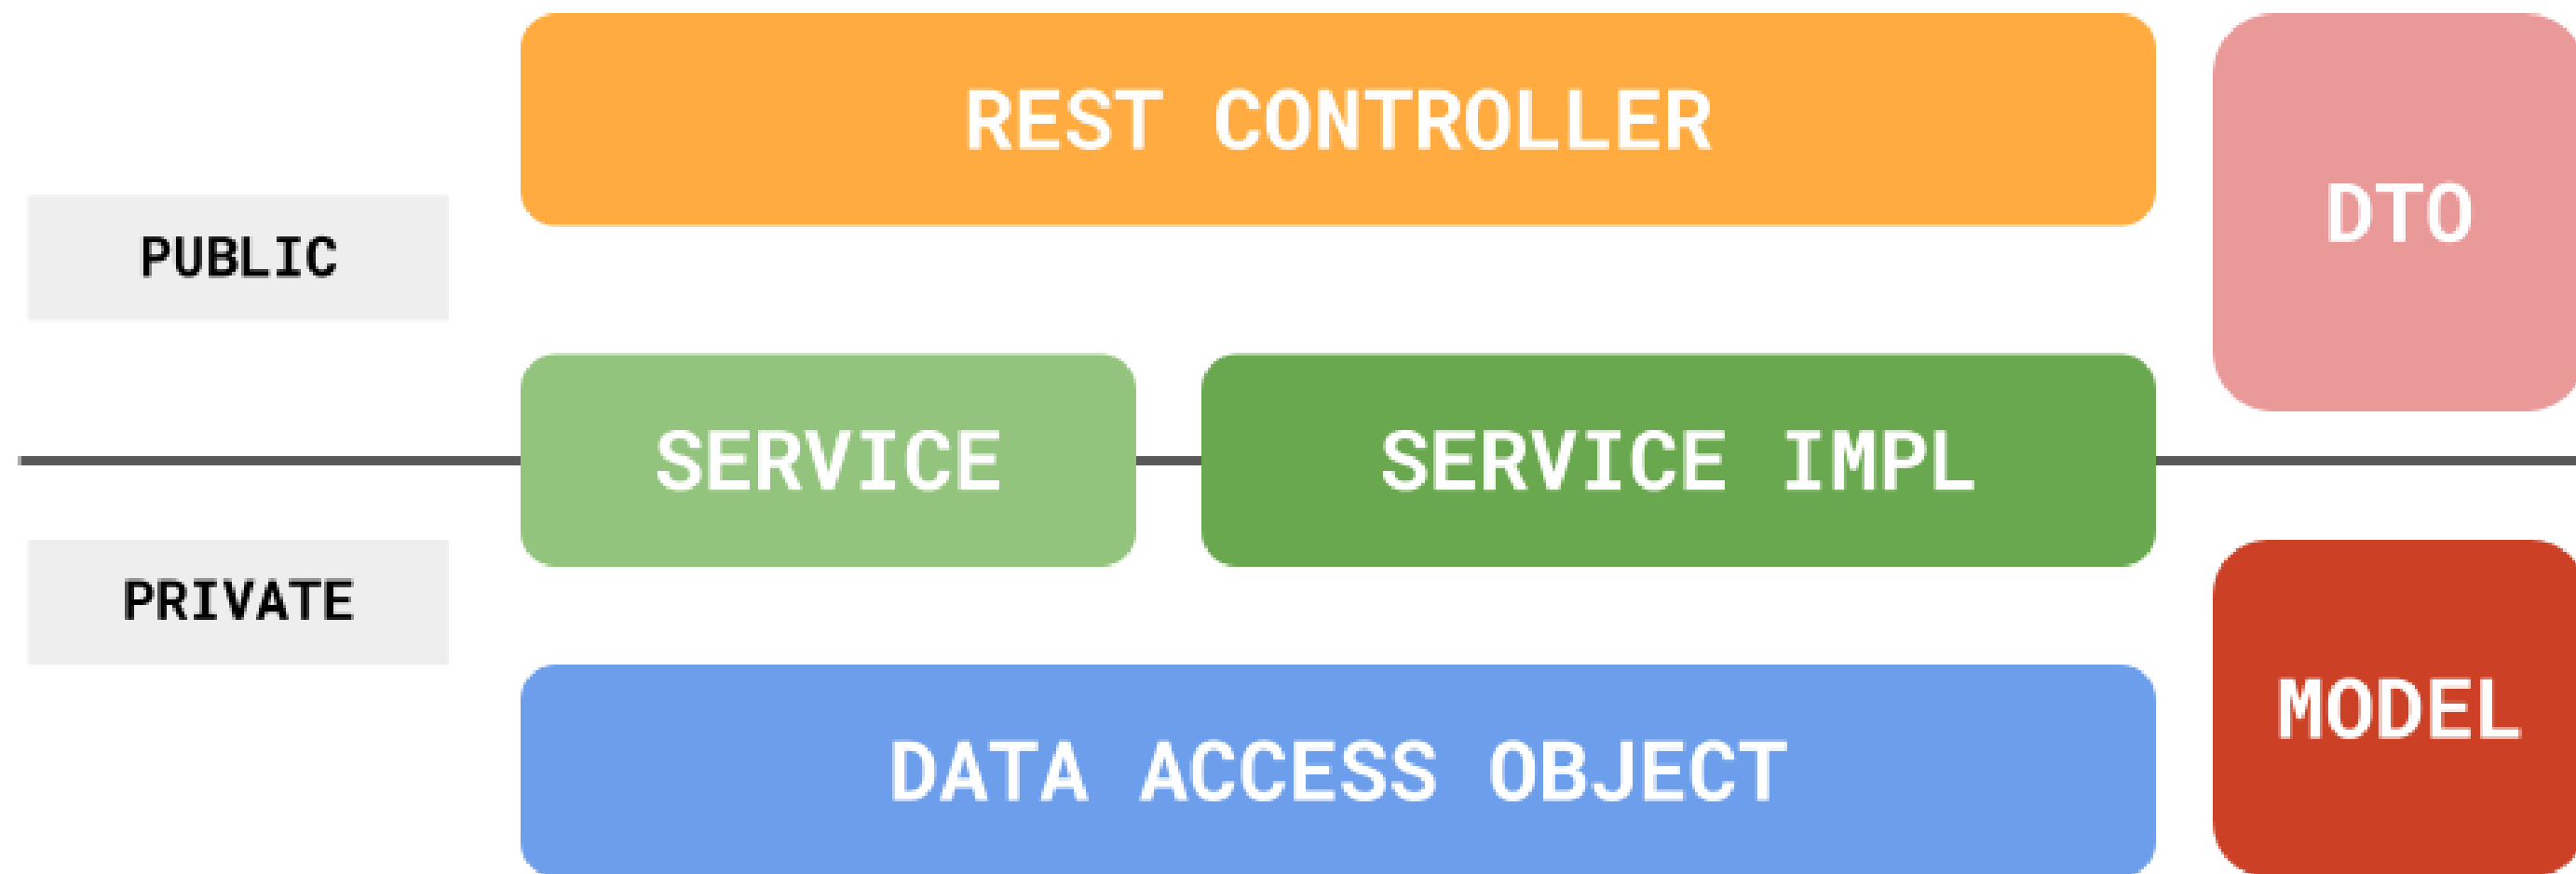 REST CONTROLLER
DTO
PUBLIC
SERVICE
SERVICE IMPL
PRIVATE
MODEL
DATA ACCESS OBJECT